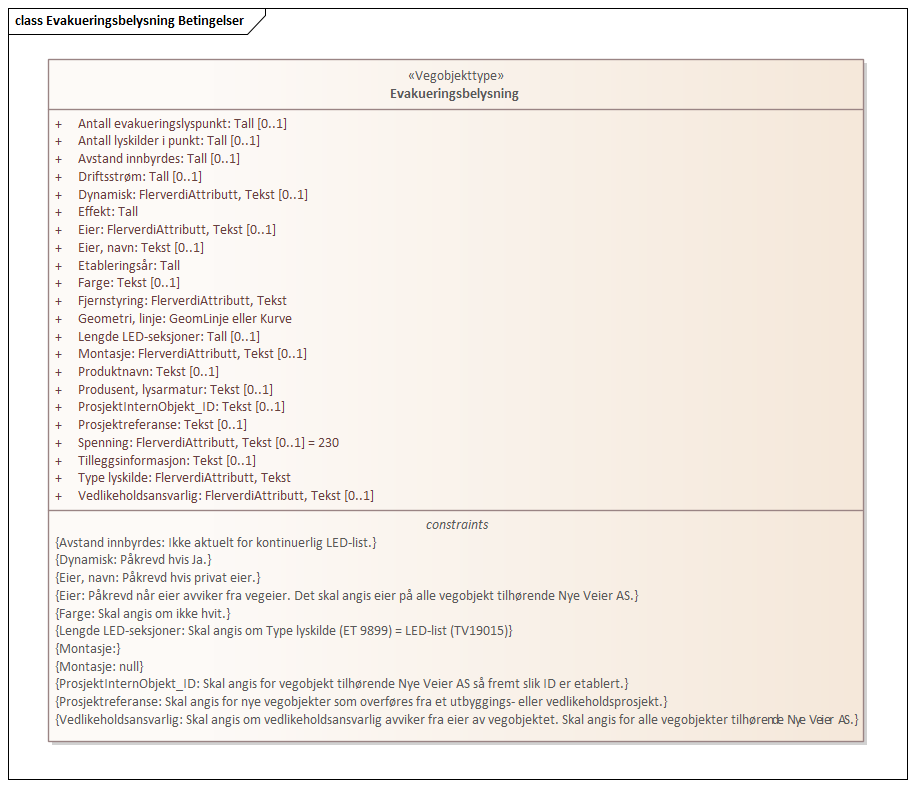 class Evakueringsbelysning Betingelser
«Vegobjekttype»
Evakueringsbelysning
+ Antall evakueringslyspunkt: Tall [0..1]
+ Antall lyskilder i punkt: Tall [0..1]
+ Avstand innbyrdes: Tall [0..1]
+ Driftsstrøm: Tall [0..1]
+ Dynamisk: FlerverdiAttributt, Tekst [0..1]
+ Effekt: Tall
+ Eier: FlerverdiAttributt, Tekst [0..1]
+ Eier, navn: Tekst [0..1]
+ Etableringsår: Tall
+ Farge: Tekst [0..1]
+ Fjernstyring: FlerverdiAttributt, Tekst
+ Geometri, linje: GeomLinje eller Kurve
+ Lengde LED-seksjoner: Tall [0..1]
+ Montasje: FlerverdiAttributt, Tekst [0..1]
+ Produktnavn: Tekst [0..1]
+ Produsent, lysarmatur: Tekst [0..1]
+ ProsjektInternObjekt_ID: Tekst [0..1]
+ Prosjektreferanse: Tekst [0..1]
+ Spenning: FlerverdiAttributt, Tekst [0..1] = 230
+ Tilleggsinformasjon: Tekst [0..1]
+ Type lyskilde: FlerverdiAttributt, Tekst
+ Vedlikeholdsansvarlig: FlerverdiAttributt, Tekst [0..1]
constraints
{Avstand innbyrdes: Ikke aktuelt for kontinuerlig LED-list.}
{Dynamisk: Påkrevd hvis Ja.}
{Eier, navn: Påkrevd hvis privat eier.}
{Eier: Påkrevd når eier avviker fra vegeier. Det skal angis eier på alle vegobjekt tilhørende Nye Veier AS.}
{Farge: Skal angis om ikke hvit.}
{Lengde LED-seksjoner: Skal angis om Type lyskilde (ET 9899) = LED-list (TV19015)}
{Montasje:}
{Montasje: null}
{ProsjektInternObjekt_ID: Skal angis for vegobjekt tilhørende Nye Veier AS så fremt slik ID er etablert.}
{Prosjektreferanse: Skal angis for nye vegobjekter som overføres fra et utbyggings- eller vedlikeholdsprosjekt.}
{Vedlikeholdsansvarlig: Skal angis om vedlikeholdsansvarlig avviker fra eier av vegobjektet. Skal angis for alle vegobjekter tilhørende Nye Veier AS.}